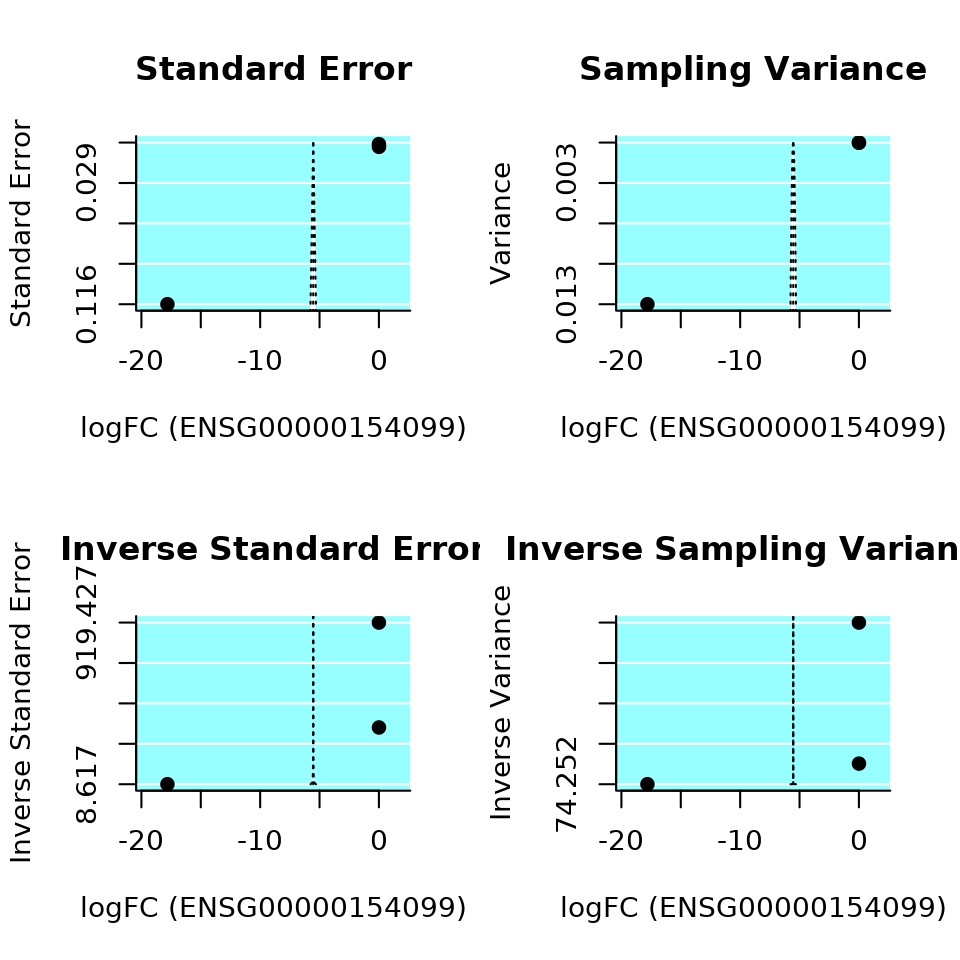 Standard Error
Standard Error
0.029
0.116
-20 -10 0
logFC (ENSG00000154099)
Sampling Variance
Variance
0.003
0.013
-20 -10 0
logFC (ENSG00000154099)
Inverse Standard Error
Inverse Standard Error
919.427
8.617
-20 -10 0
logFC (ENSG00000154099)
Inverse Sampling Varian
Inverse Variance
74.252
-20 -10 0
logFC (ENSG00000154099)